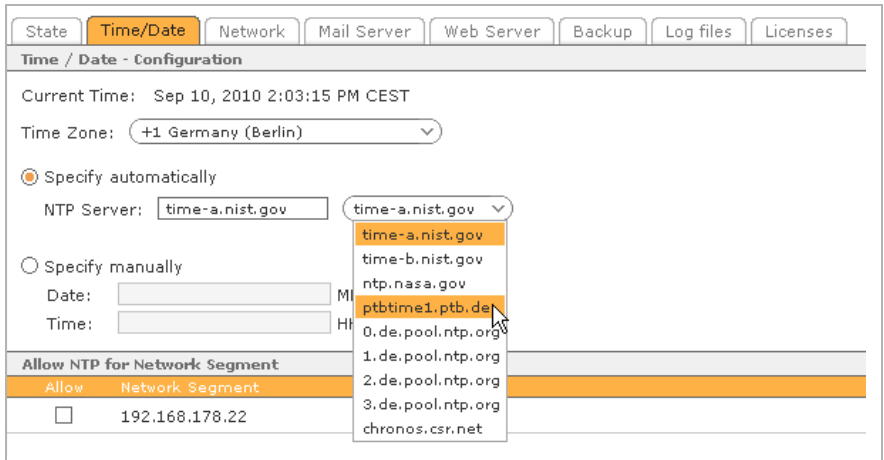 State Time/Date Network Mail Server Web Server Backup Log files Licenses
Time / Date - Configuration
Current Time: Sep 10, 2010 2:03:15 PM CEST
Time Zone: +1 Germany (Berlin)
Specify automatically
NTP Server: time-a.nist.gov time-a.nist.gov
time-a.nist.gov
time-b.nist.gov
Specify manually
ntp.nasa.gov
Date:
ptbtime1.ptb.de
Time:
0.de.pool.ntp.org
1.de.pool.ntp.org
Allow NTP for Network Segment
2.de.pool.ntp.org
Allow Network Segment
3.de.pool.ntp.org
192.168.178.22
chronos.csr.net